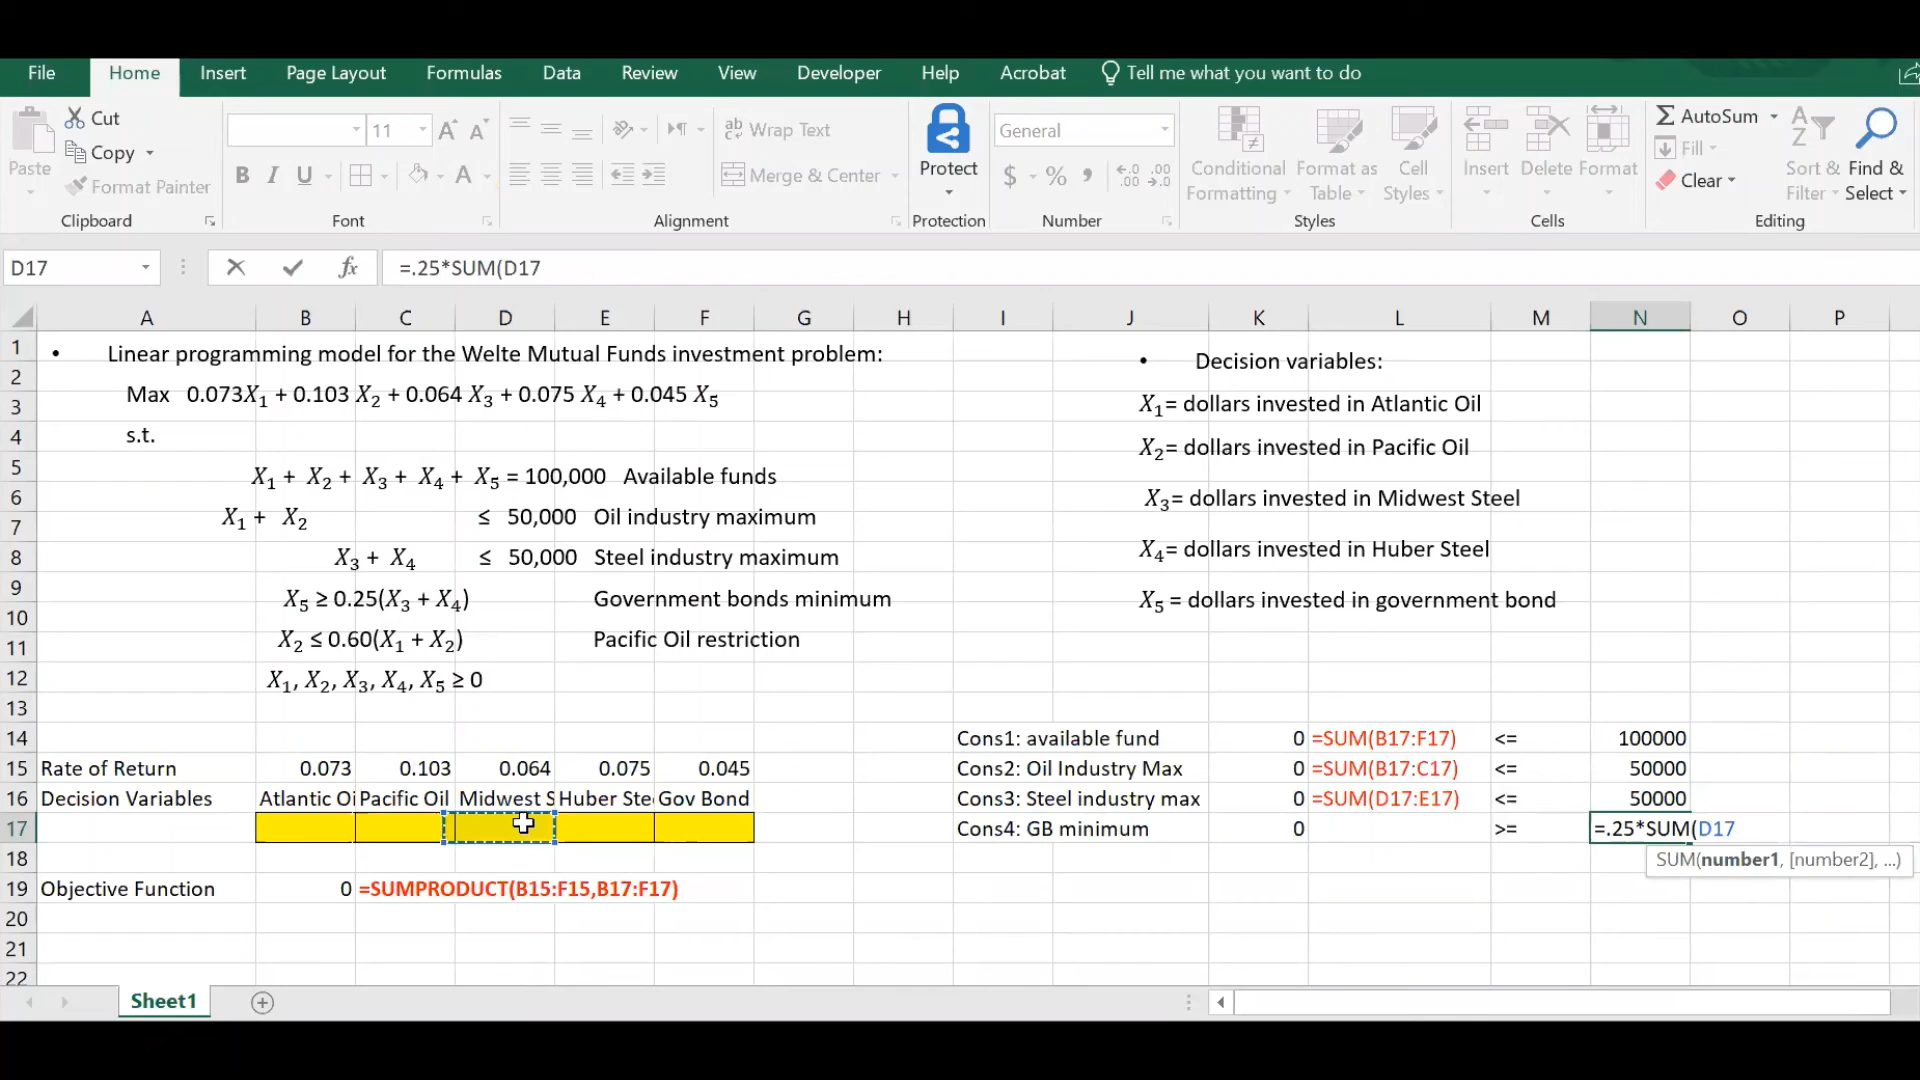 File Home Insert Page Layout Formulas Data Review View Developer Help Acrobat Tell me what you want to do
Paste Cut Copy Format Painter Clipboard
11 B I U Font
Wrap Text Merge & Center Alignment
Protect Protection
General $ % , Number
Conditional Formatting Format as Table Cell Styles Styles
Insert Delete Format Cells
AutoSum Fill Clear Sort & Filter Find & Select Editing
D17 fx =.25*SUM(D17
A B C D E F G H I J K L M N O P
1 • Linear programming model for the Welte Mutual Funds investment problem: • Decision variables:
2 Max 0.073X₁ + 0.103 X₂ + 0.064 X₃ + 0.075 X₄ + 0.045 X₅
3 X₁= dollars invested in Atlantic Oil
4 s.t. X₂= dollars invested in Pacific Oil
5 X₁ + X₂ + X₃ + X₄ + X₅ = 100,000 Available funds
6 X₃= dollars invested in Midwest Steel
7 X₁ + X₂ ≤ 50,000 Oil industry maximum
8 X₃ + X₄ ≤ 50,000 Steel industry maximum X₄= dollars invested in Huber Steel
9 X₅ ≥ 0.25(X₃ + X₄) Government bonds minimum X₅ = dollars invested in government bond
10
11 X₂ ≤ 0.60(X₁ + X₂) Pacific Oil restriction
12 X₁, X₂, X₃, X₄, X₅ ≥ 0
13
14 Cons1: available fund 0 =SUM(B17:F17) <= 100000
15 Rate of Return 0.073 0.103 0.064 0.075 0.045 Cons2: Oil Industry Max 0 =SUM(B17:C17) <= 50000
16 Decision Variables Atlantic Oi Pacific Oil Midwest S Huber Ste Gov Bond Cons3: Steel industry max 0 =SUM(D17:E17) <= 50000
17 Cons4: GB minimum 0 >= =.25*SUM(D17
18 SUM(number1, [number2], ...)
19 Objective Function 0 =SUMPRODUCT(B15:F15,B17:F17)
20
21
22
Sheet1